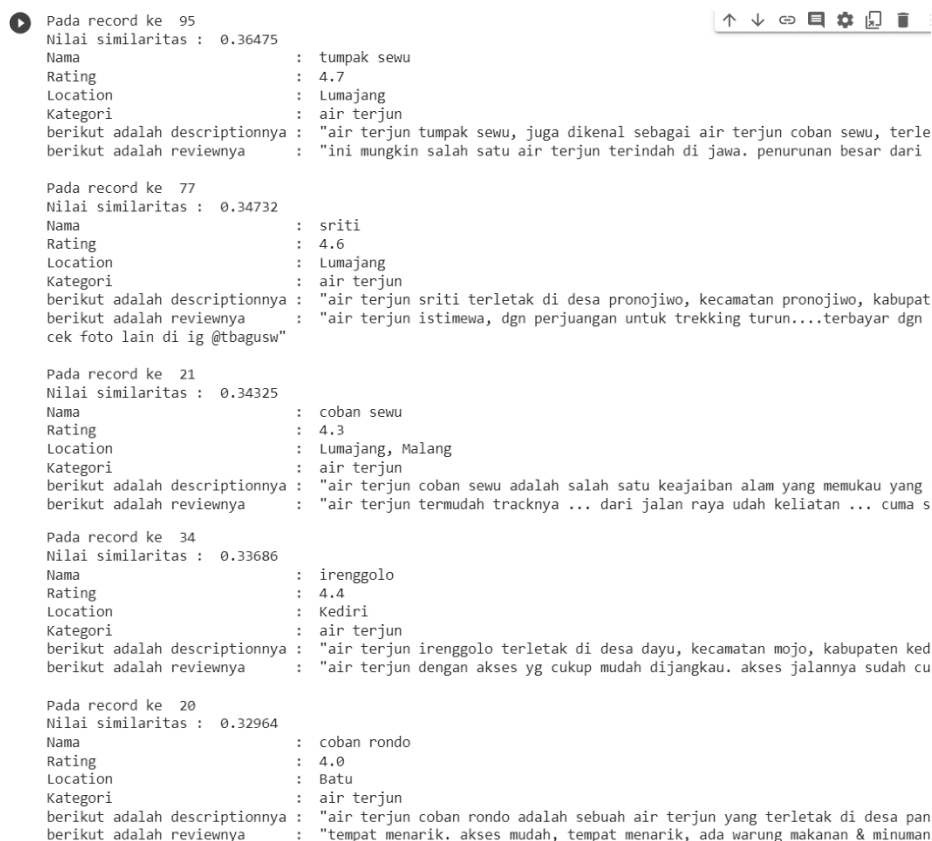 Pada record ke  95
Nilai similaritas :  0.36475
Nama                         :  tumpak sewu
Rating                       :  4.7
Location                     :  Lumajang
Kategori                     :  air terjun
berikut adalah descriptionnya :  "air terjun tumpak sewu, juga dikenal sebagai air terjun coban sewu, terle
berikut adalah reviewnya     :  "ini mungkin salah satu air terjun terindah di jawa. penurunan besar dari
Pada record ke  77
Nilai similaritas :  0.34732
Nama                         :  sriti
Rating                       :  4.6
Location                     :  Lumajang
Kategori                     :  air terjun
berikut adalah descriptionnya :  "air terjun sriti terletak di desa pronojiwo, kecamatan pronojiwo, kabupat
berikut adalah reviewnya     :  "air terjun istimewa, dgn perjuangan untuk trekking turun....terbayar dgn
cek foto lain di ig @tbagusw"
Pada record ke  21
Nilai similaritas :  0.34325
Nama                         :  coban sewu
Rating                       :  4.3
Location                     :  Lumajang, Malang
Kategori                     :  air terjun
berikut adalah descriptionnya :  "air terjun coban sewu adalah salah satu keajaiban alam yang memukau yang
berikut adalah reviewnya     :  "air terjun termudah tracknya ... dari jalan raya udah keliatan ... cuma s
Pada record ke  34
Nilai similaritas :  0.33686
Nama                         :  irenggolo
Rating                       :  4.4
Location                     :  Kediri
Kategori                     :  air terjun
berikut adalah descriptionnya :  "air terjun irenggolo terletak di desa dayu, kecamatan mojo, kabupaten ked
berikut adalah reviewnya     :  "air terjun dengan akses yg cukup mudah dijangkau. akses jalannya sudah cu
Pada record ke  20
Nilai similaritas :  0.32964
Nama                         :  coban rondo
Rating                       :  4.0
Location                     :  Batu
Kategori                     :  air terjun
berikut adalah descriptionnya :  "air terjun coban rondo adalah sebuah air terjun yang terletak di desa pan
berikut adalah reviewnya     :  "tempat menarik. akses mudah, tempat menarik, ada warung makanan & minuman